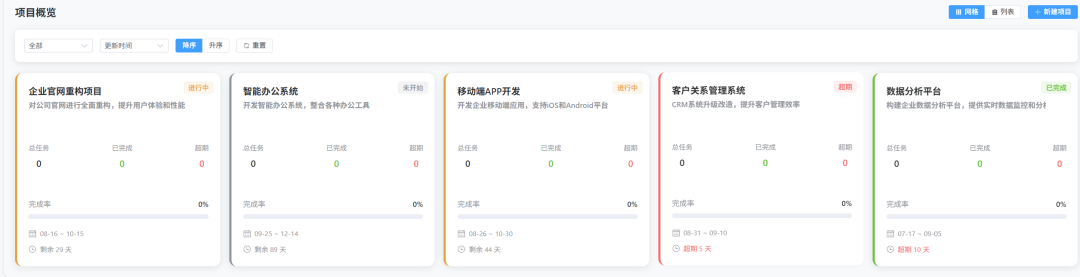 项目概览
网格
列表
新建项目
全部
更新时间
降序
升序
重置
企业官网重构项目
进行中
对公司官网进行全面重构，提升用户体验和性能
总任务 已完成 超期
0 0 0
完成率 0%
08-16 ~ 10-15
剩余 29 天
智能办公系统
未开始
开发智能办公系统，整合各种办公工具
总任务 已完成 超期
0 0 0
完成率 0%
09-25 ~ 12-14
剩余 89 天
移动端APP开发
进行中
开发企业移动端应用，支持iOS和Android平台
总任务 已完成 超期
0 0 0
完成率 0%
08-26 ~ 10-30
剩余 44 天
客户关系管理系统
超期
CRM系统升级改造，提升客户管理效率
总任务 已完成 超期
0 0 0
完成率 0%
08-31 ~ 09-10
超期 5 天
数据分析平台
已完成
构建企业数据分析平台，提供实时数据监控和分析
总任务 已完成 超期
0 0 0
完成率 0%
07-17 ~ 09-05
超期 10 天